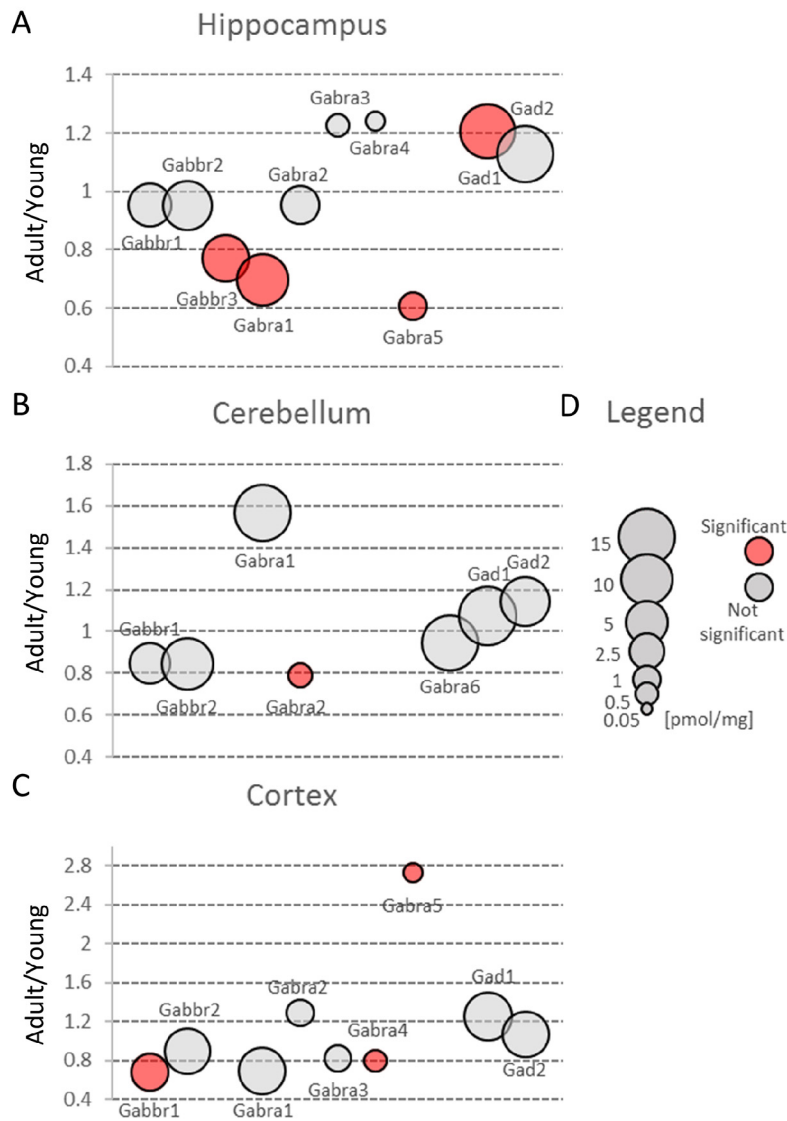 A
Hippocampus
Adult/Young
1.4
1.2
1
0.8
0.6
0.4
Gabbr1
Gabbr2
Gabbr3
Gabra1
Gabra2
Gabra3
Gabra4
Gabra5
Gad1
Gad2
B
Cerebellum
Adult/Young
1.8
1.6
1.4
1.2
1
0.8
0.6
0.4
Gabbr1
Gabbr2
Gabra1
Gabra2
Gabra6
Gad1
Gad2
D Legend
15
10
5
2.5
1
0.5
0.05
[pmol/mg]
Significant
Not
significant
C
Cortex
Adult/Young
2.8
2.4
2
1.6
1.2
0.8
0.4
Gabbr1
Gabbr2
Gabra1
Gabra2
Gabra3
Gabra4
Gabra5
Gad1
Gad2